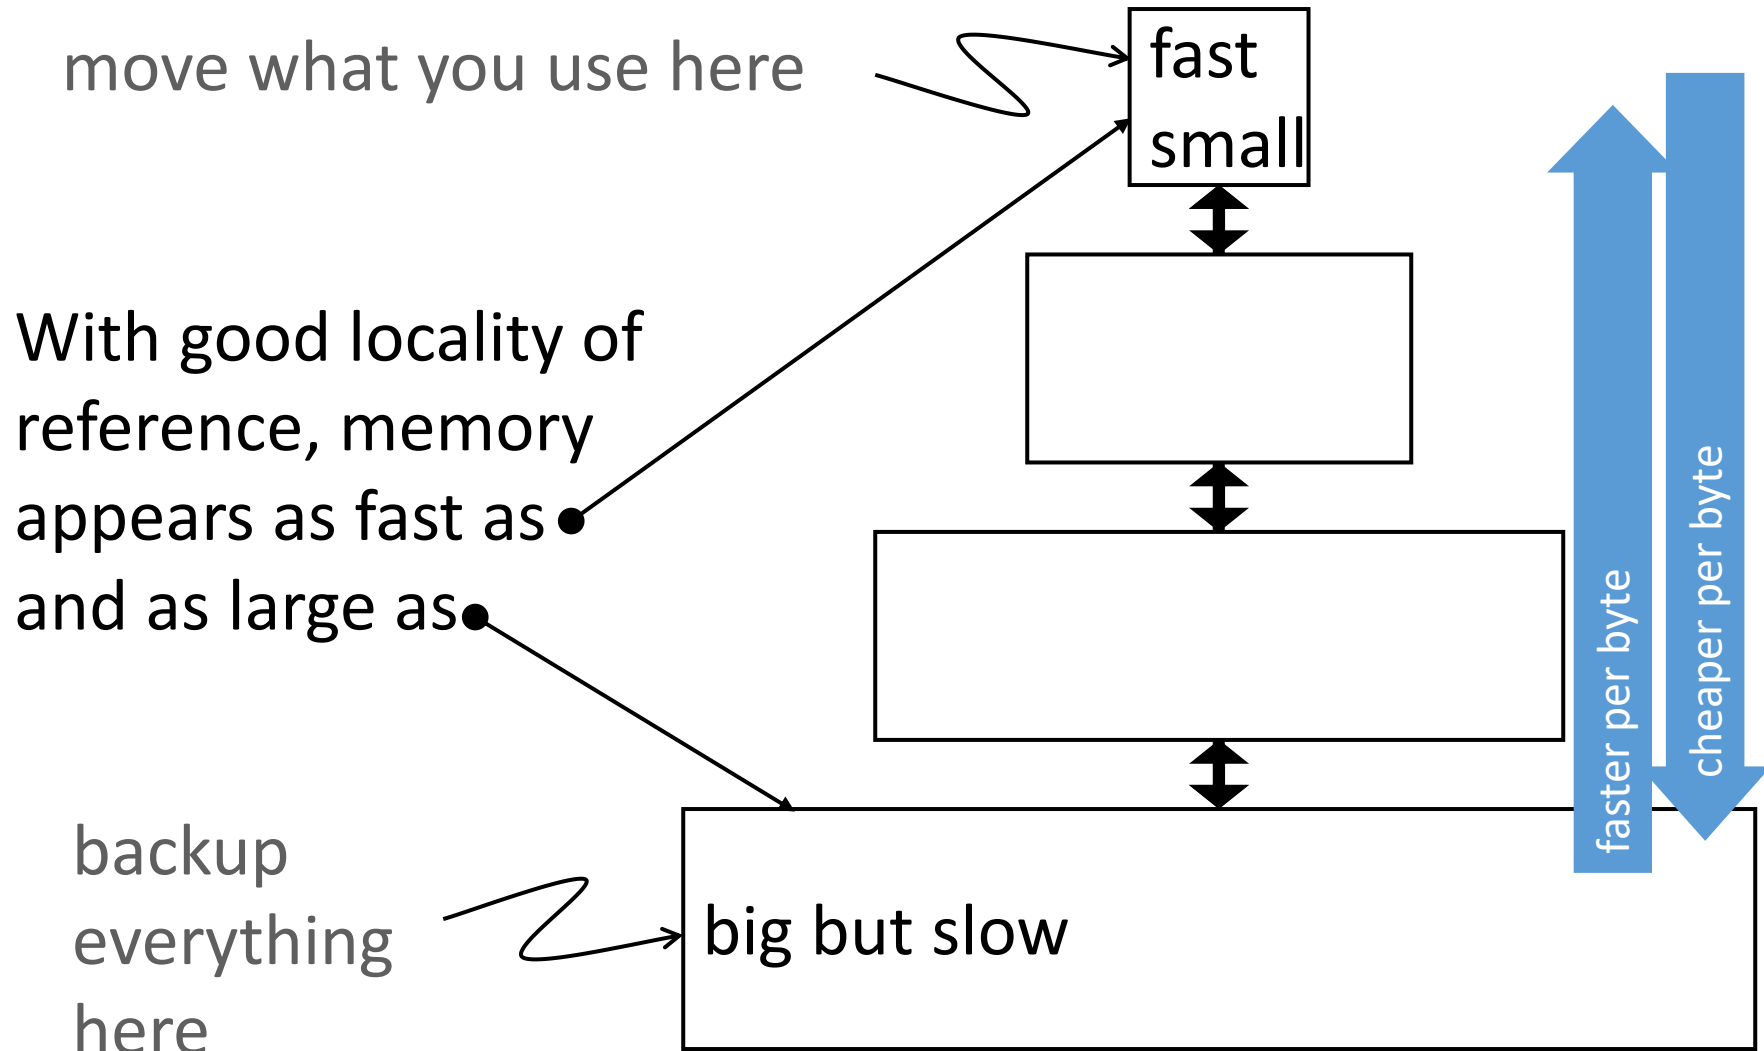 move what you use here
fast
small
With good locality of
reference, memory
appears as fast as
and as large as
faster per byte
cheaper per byte
backup
everything
here
big but slow